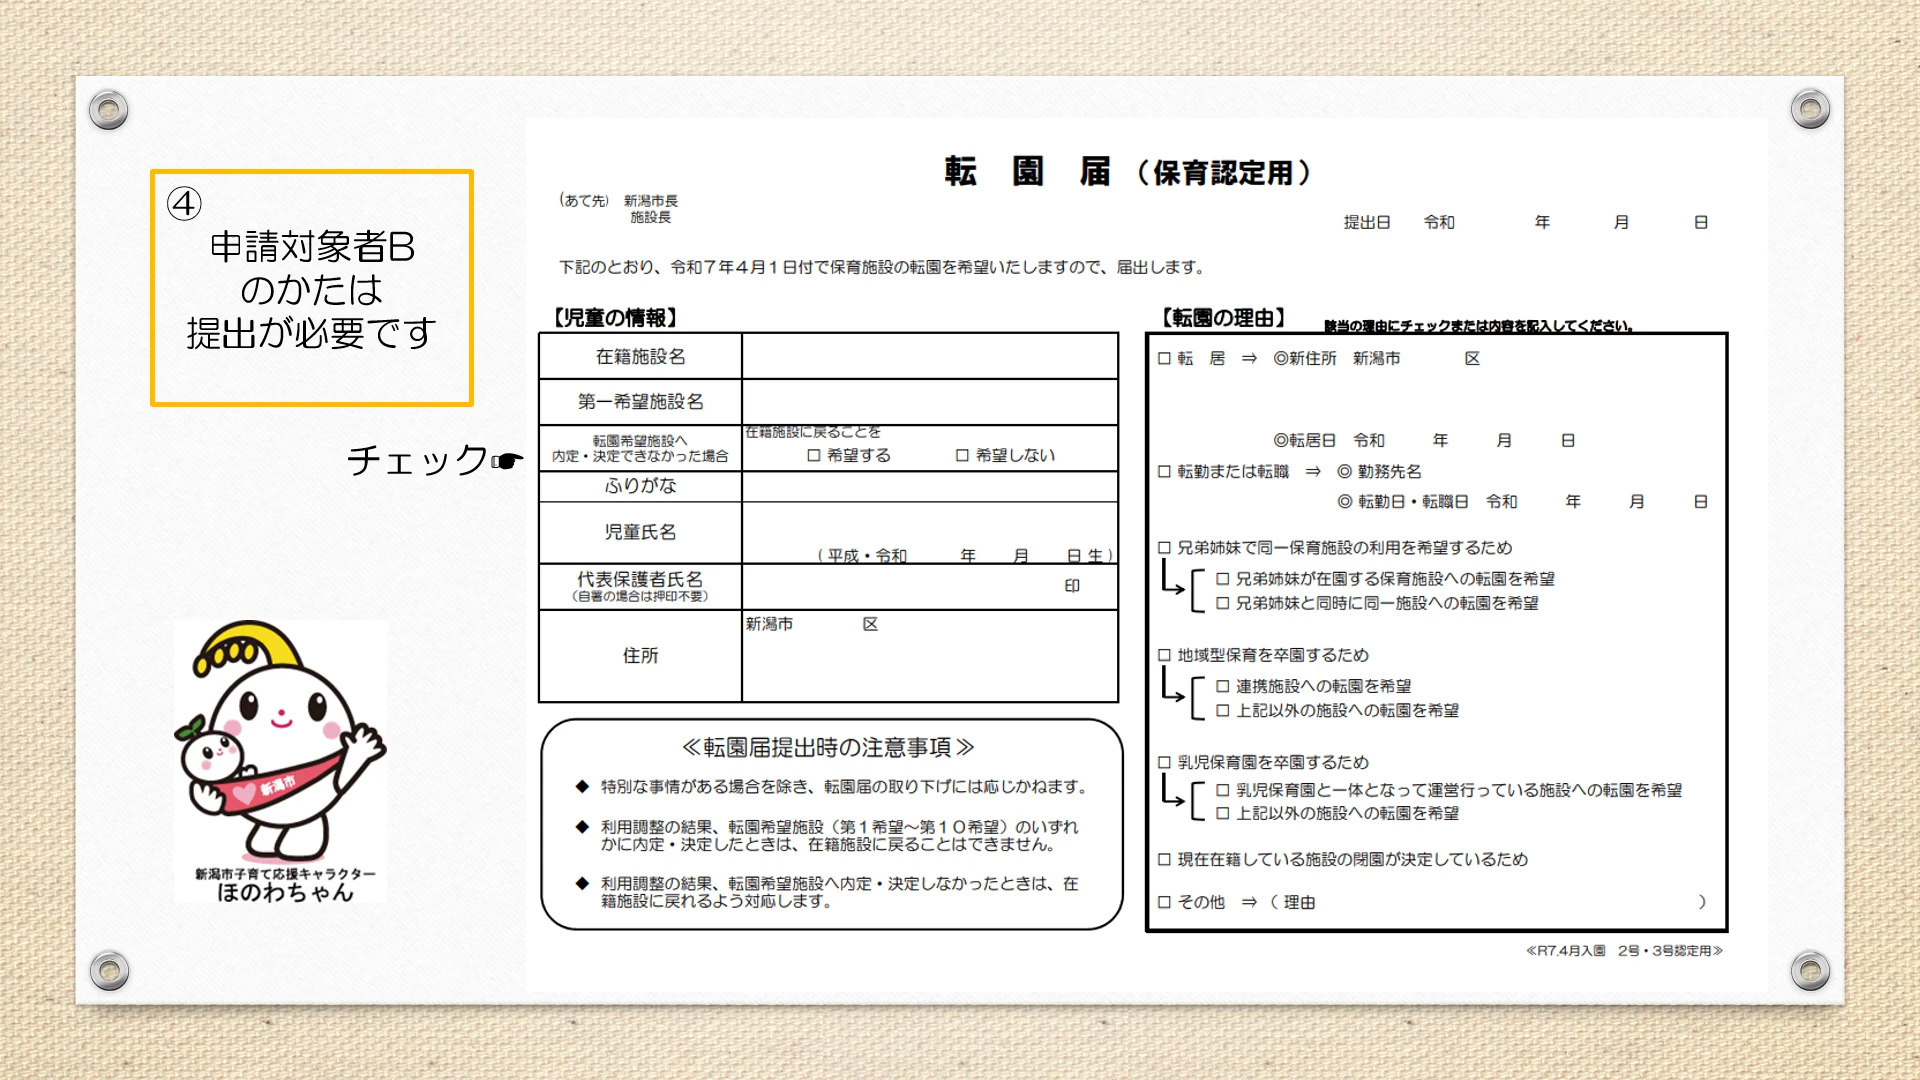 ④
申請対象者B
のかたは
提出が必要です
チェック☛
新潟市
新潟市子育て応援キャラクター
ほのわちゃん
転　園　届（保育認定用）
(あて先)　新潟市長
施設長
提出日　　令和　　　　　年　　　　月　　　　日
下記のとおり、令和７年４月１日付で保育施設の転園を希望いたしますので、届出します。
【児童の情報】
在籍施設名
第一希望施設名
転園希望施設へ
内定・決定できなかった場合
在籍施設に戻ることを
□ 希望する　　　　□ 希望しない
ふりがな
児童氏名
（ 平成・令和　　　年　　月　　日 生 ）
代表保護者氏名
（自署の場合は押印不要）
印
住所
新潟市　　　　区
≪転園届提出時の注意事項≫
◆ 特別な事情がある場合を除き、転園届の取り下げには応じかねます。
◆ 利用調整の結果、転園希望施設（第１希望～第１０希望）のいずれ
かに内定・決定したときは、在籍施設に戻ることはできません。
◆ 利用調整の結果、転園希望施設へ内定・決定しなかったときは、在
籍施設に戻れるよう対応します。
【転園の理由】　該当の理由にチェックまたは内容を記入してください。
□ 転　居　⇒　◎新住所　新潟市　　　　区
◎転居日　令和　　　年　　　月　　　日
□ 転勤または転職　⇒　◎ 勤務先名
◎ 転勤日・転職日　令和　　　年　　　月　　　日
□ 兄弟姉妹で同一保育施設の利用を希望するため
□ 兄弟姉妹が在園する保育施設への転園を希望
□ 兄弟姉妹と同時に同一施設への転園を希望
□ 地域型保育を卒園するため
□ 連携施設への転園を希望
□ 上記以外の施設への転園を希望
□ 乳児保育園を卒園するため
□ 乳児保育園と一体となって運営行っている施設への転園を希望
□ 上記以外の施設への転園を希望
□ 現在在籍している施設の閉園が決定しているため
□ その他　⇒ （ 理由　　　　　　　　　　）
≪R7.4月入園　2号・3号認定用≫